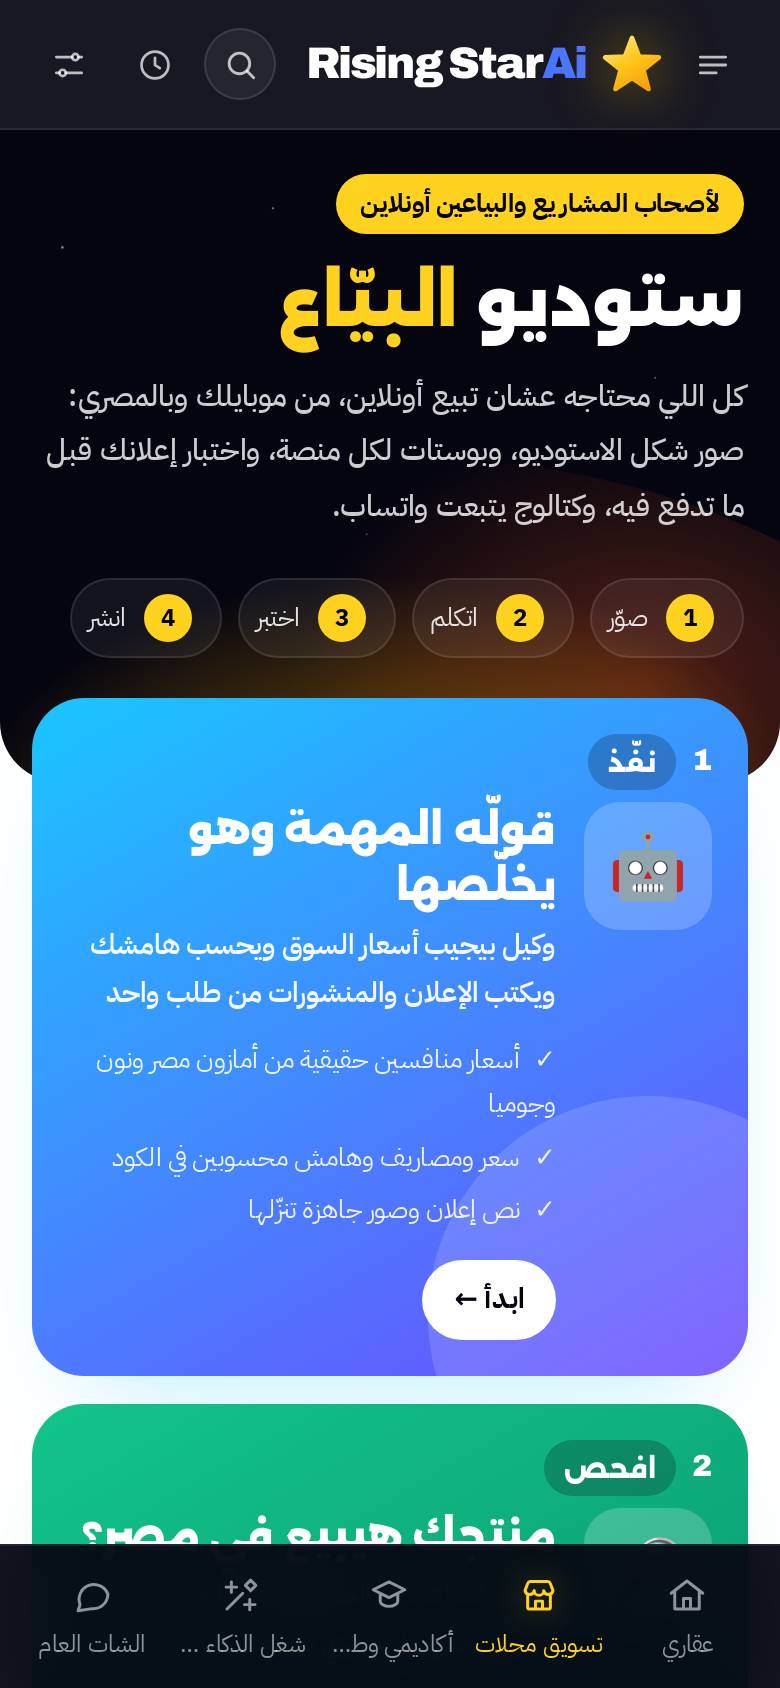 Rising StarAi
لأصحاب المشاريع والبياعين أونلاين
ستوديو البيّاع
كل اللي محتاجه عشان تبيع أونلاين، من موبايلك وبالمصري:
صور شكل الاستوديو، وبوستات لكل منصة، واختبار إعلانك قبل
ما تدفع فيه، وكتالوج يتبعت واتساب.
1 صوّر
2 اتكلم
3 اختبر
4 انشر
1 نفّذ
قولّه المهمة وهو
يخلّصها
وكيل بيجيب أسعار السوق ويحسب هامشك
ويكتب الإعلان والمنشورات من طلب واحد
✓ أسعار منافسين حقيقية من أمازون مصر ونون
وجوميا
✓ سعر ومصاريف وهامش محسوبين في الكود
✓ نص إعلان وصور جاهزة تنزّلها
ابدأ ←
2 افحص
منتجك هيبيع في مصر؟
عقاري
تسويق محلات
أكاديمي وط...
شغل الذكاء ...
الشات العام